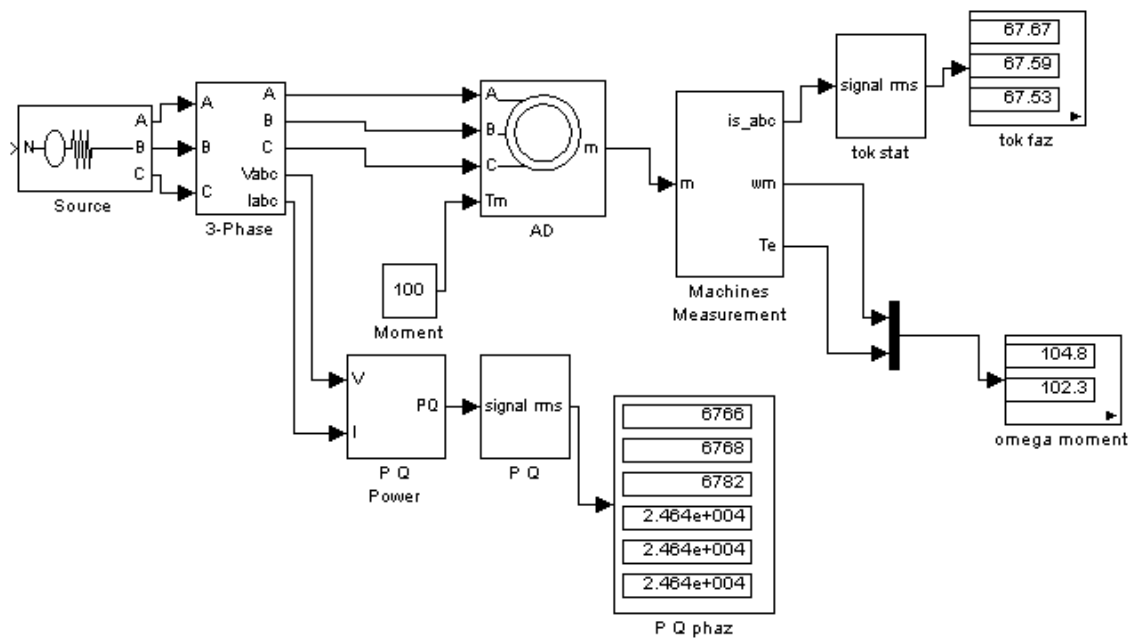 N
A
B
C
Source
A
B
C
A
B
C
Vabc
Iabc
3-Phase
A
B
C
Tm
m
AD
100
Moment
m
is_abc
wm
Te
Machines
Measurement
signal rms
tok stat
67.67
67.59
67.53
tok faz
104.8
102.3
omega moment
V
I
PQ
P Q
Power
signal rms
P Q
6766
6768
6782
2.464e+004
2.464e+004
2.464e+004
P Q phaz